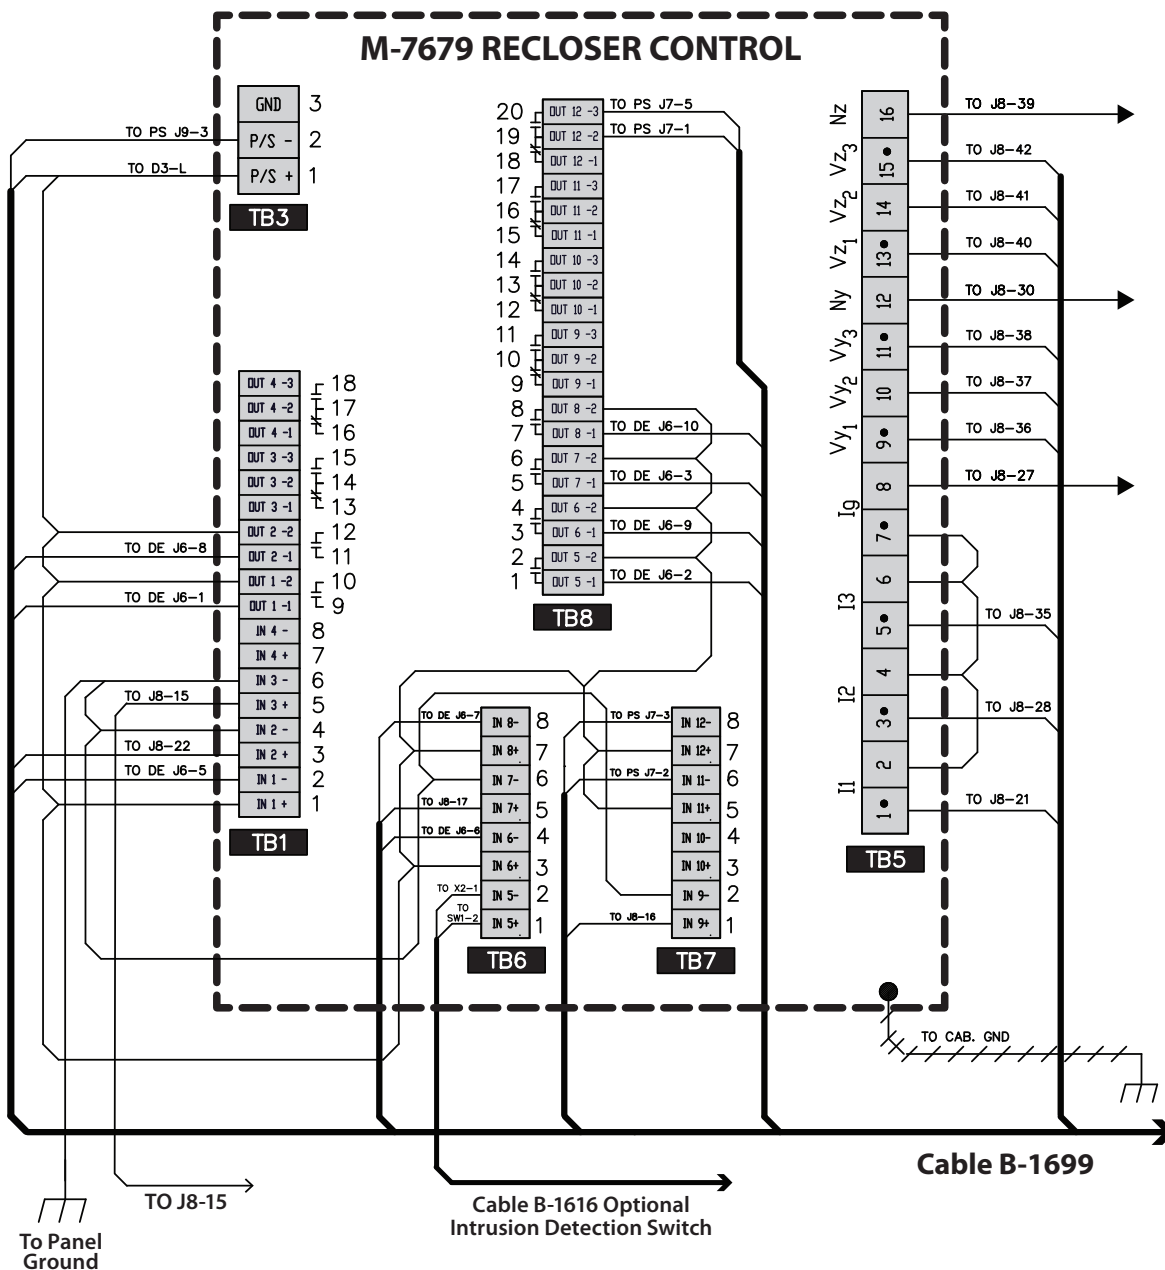 M-7679 RECLOSER CONTROL
GND 3
TO PS J9-3 P/S - 2
TO D3-L P/S + 1
TB3
OUT 4 -3 18
OUT 4 -2 17
OUT 4 -1 16
OUT 3 -3 15
OUT 3 -2 14
OUT 3 -1 13
OUT 2 -2 12
TO DE J6-8 OUT 2 -1 11
OUT 1 -2 10
TO DE J6-1 OUT 1 -1 9
IN 4 - 8
IN 4 + 7
IN 3 - 6
TO J8-15 IN 3 + 5
IN 2 - 4
TO J8-22 IN 2 + 3
TO DE J6-5 IN 1 - 2
IN 1 + 1
TB1
20 OUT 12 -3 TO PS J7-5
19 OUT 12 -2 TO PS J7-1
18 OUT 12 -1
17 OUT 11 -3
16 OUT 11 -2
15 OUT 11 -1
14 OUT 10 -3
13 OUT 10 -2
12 OUT 10 -1
11 OUT 9 -3
10 OUT 9 -2
9 OUT 9 -1
8 OUT 8 -2
7 OUT 8 -1 TO DE J6-10
6 OUT 7 -2
5 OUT 7 -1 TO DE J6-3
4 OUT 6 -2
3 OUT 6 -1 TO DE J6-9
2 OUT 5 -2
1 OUT 5 -1 TO DE J6-2
TB8
TO DE J6-7 IN 8- 8
IN 8+ 7
IN 7- 6
TO J8-17 IN 7+ 5
TO DE J6-6 IN 6- 4
IN 6+ 3
TO X2-1 IN 5- 2
TO
SW1-2 IN 5+ 1
TB6
TO PS J7-3 IN 12- 8
IN 12+ 7
TO PS J7-2 IN 11- 6
IN 11+ 5
IN 10- 4
IN 10+ 3
IN 9- 2
TO J8-16 IN 9+ 1
TB7
Nz 16 TO J8-39
Vz3 15 TO J8-42
Vz2 14 TO J8-41
Vz1 13 TO J8-40
Ny 12 TO J8-30
Vy3 11 TO J8-38
Vy2 10 TO J8-37
Vy1 9 TO J8-36
8 TO J8-27
Ig
7
6
I3
5 TO J8-35
4
I2
3 TO J8-28
2
I1
1 TO J8-21
TB5
TO CAB. GND
Cable B-1699
TO J8-15
Cable B-1616 Optional
Intrusion Detection Switch
To Panel
Ground